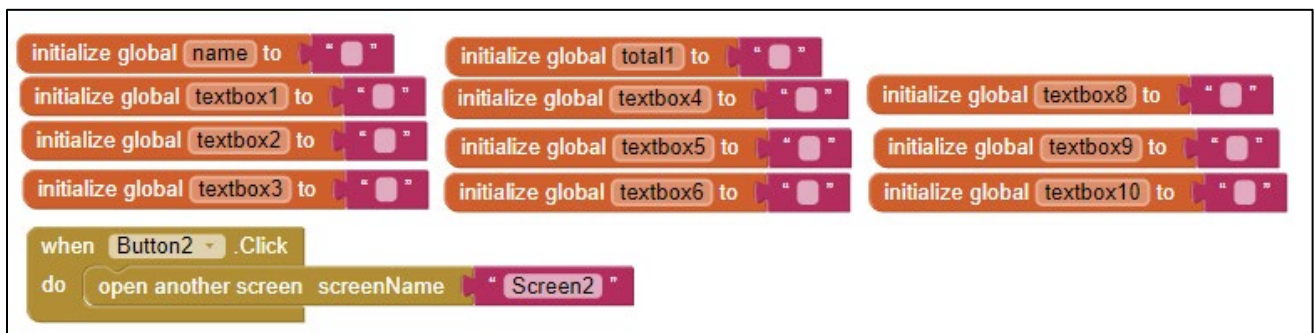 initialize global name to " "
initialize global total1 to " "
initialize global textbox1 to " "
initialize global textbox4 to " "
initialize global textbox8 to " "
initialize global textbox2 to " "
initialize global textbox5 to " "
initialize global textbox9 to " "
initialize global textbox3 to " "
initialize global textbox6 to " "
initialize global textbox10 to " "
when Button2 .Click
do open another screen screenName " Screen2 "